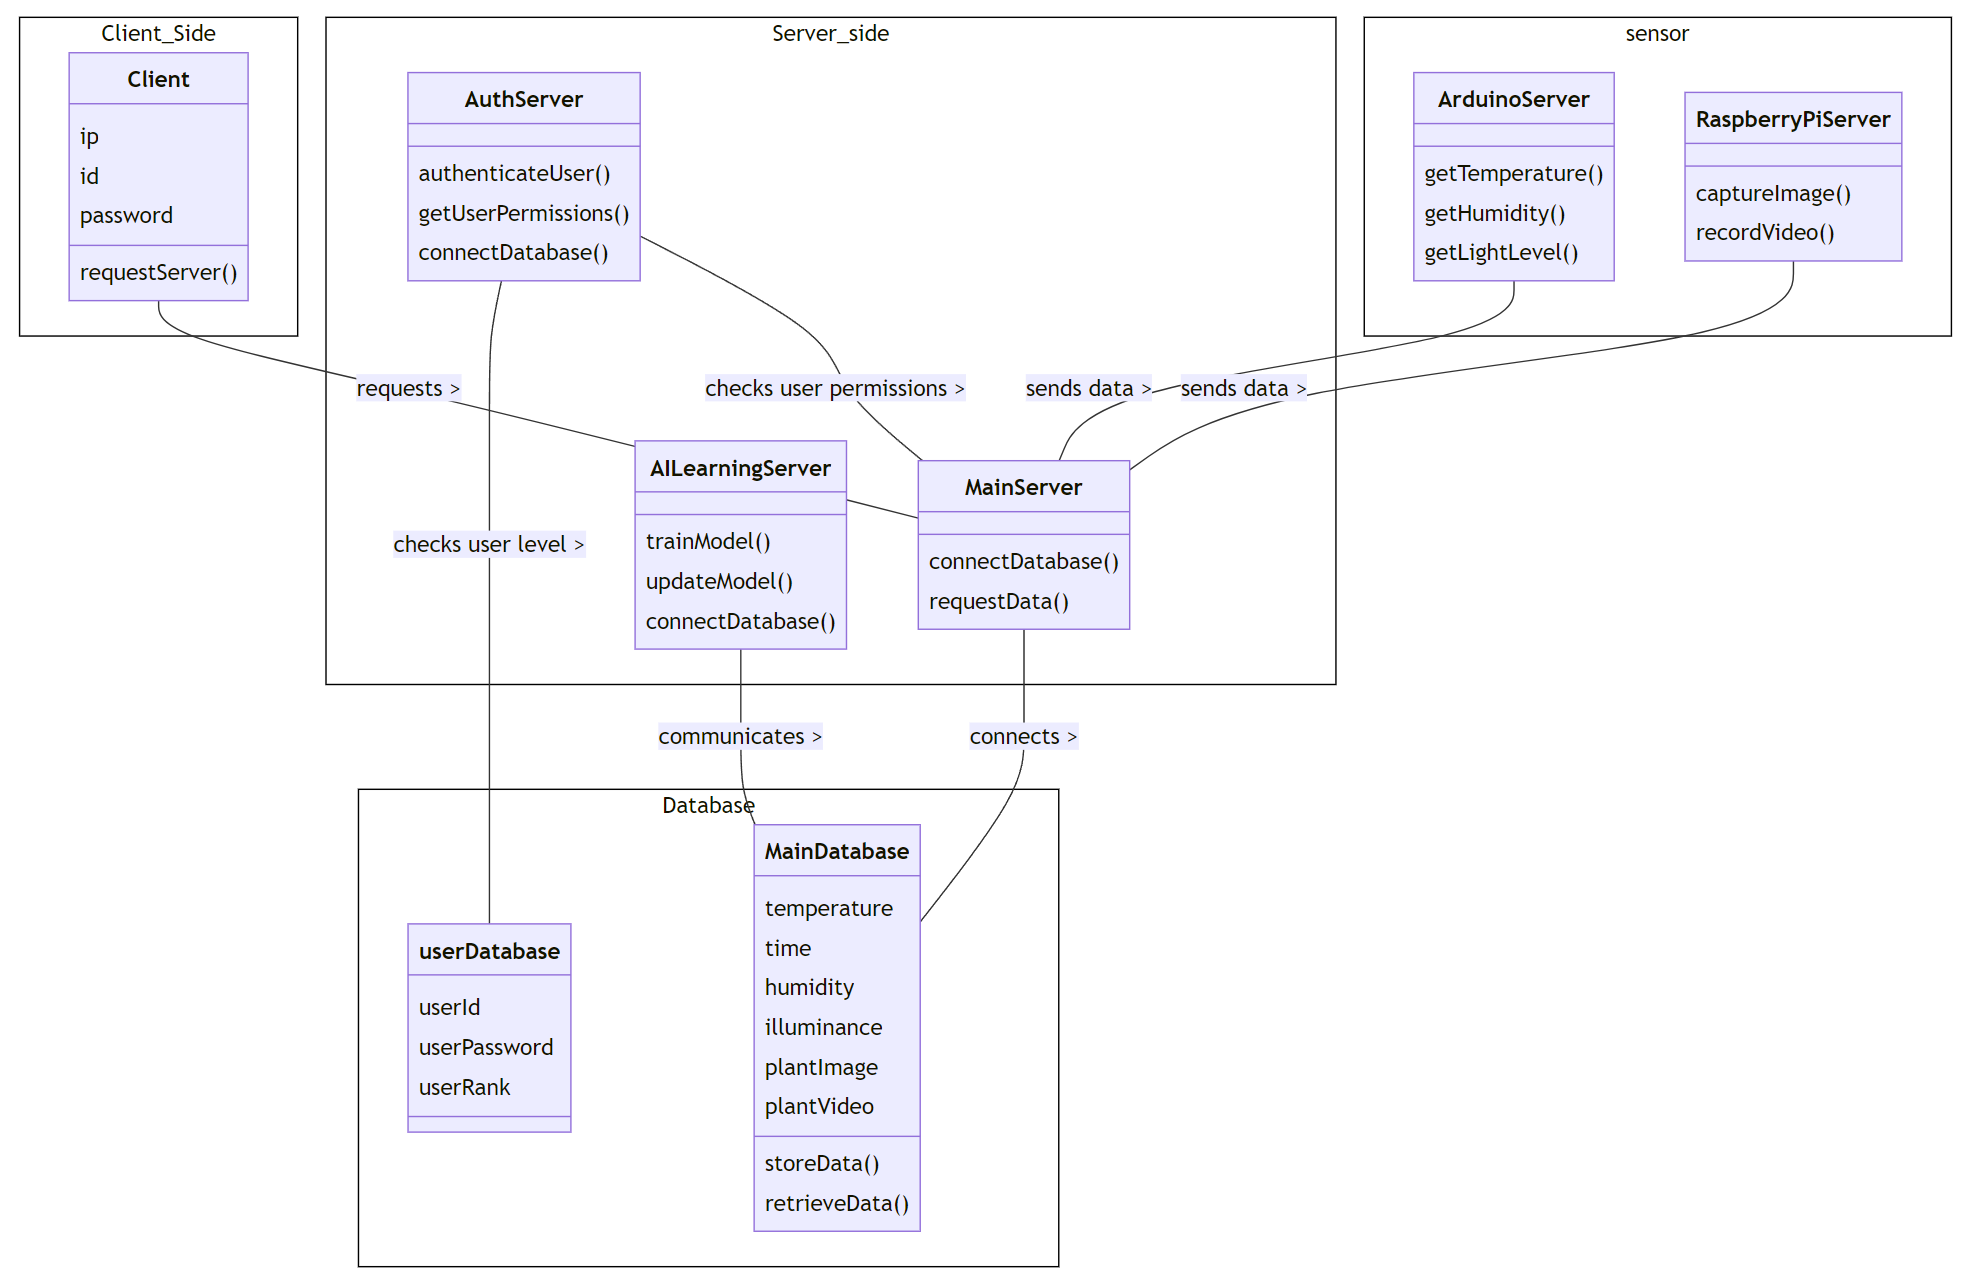 Client_Side
Client
ip
id
password
requestServer()
Server_side
AuthServer
authenticateUser()
getUserPermissions()
connectDatabase()
sensor
ArduinoServer
getTemperature()
getHumidity()
getLightLevel()
RaspberryPiServer
captureImage()
recordVideo()
requests >
checks user permissions >
sends data >
sends data >
AILearningServer
trainModel()
updateModel()
connectDatabase()
MainServer
connectDatabase()
requestData()
checks user level >
communicates >
connects >
Database
userDatabase
userId
userPassword
userRank
MainDatabase
temperature
time
humidity
illuminance
plantImage
plantVideo
storeData()
retrieveData()